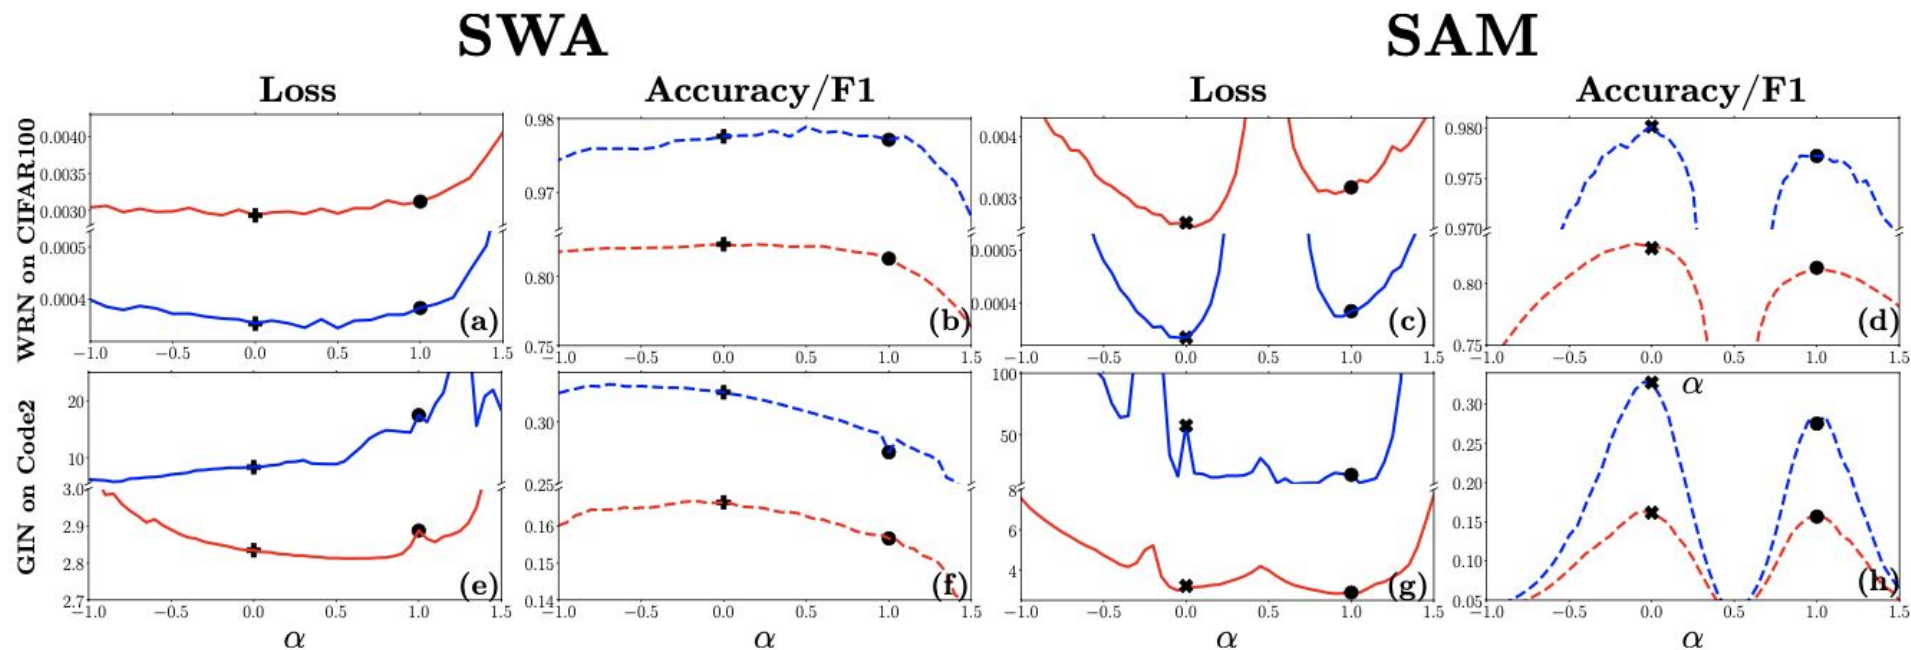 SWA SAM
Loss Accuracy/F1 Loss Accuracy/F1
WRN on CIFAR100
0.0040
0.0035
0.0030
0.0005
0.0004
(a)
−1.0 −0.5 0.0 0.5 1.0 1.5
0.98
0.97
0.80
0.75
(b)
−1.0 −0.5 0.0 0.5 1.0 1.5
0.004
0.003
0.0005
0.0004
(c)
−1.0 −0.5 0.0 0.5 1.0 1.5
0.980
0.975
0.970
0.80
0.75
(d)
−1.0 −0.5 0.0 0.5 1.0 1.5
α
GIN on Code2
20
10
3.0
2.9
2.8
2.7
(e)
−1.0 −0.5 0.0 0.5 1.0 1.5
α
0.30
0.25
0.16
0.15
0.14
(f)
−1.0 −0.5 0.0 0.5 1.0 1.5
α
100
50
8
6
4
(g)
−1.0 −0.5 0.0 0.5 1.0 1.5
α
0.30
0.25
0.20
0.15
0.10
0.05
(h)
−1.0 −0.5 0.0 0.5 1.0 1.5
α